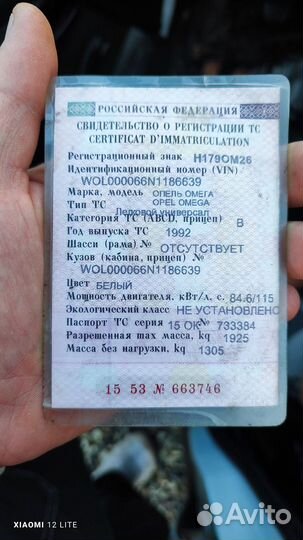 РОССИЙСКАЯ ФЕДЕРАЦИЯ
СВИДЕТЕЛЬСТВО О РЕГИСТРАЦИИ ТС
CERTIFICAT D'IMMATRICULATION
Регистрационный знак Н179ОМ26
Идентификационный номер (VIN)
WOL000066N1186639
Марка, модель ОПЕЛЬ ОМЕГА
OPEL OMEGA
Тип ТС Легковой универсал
Категория ТС (ABCD, прицеп) B
Год выпуска ТС 1992
Шасси (рама) № ОТСУТСТВУЕТ
Кузов (кабина, прицеп) №
WOL000066N1186639
Цвет БЕЛЫЙ
Мощность двигателя, кВт/л. с. 84.6/115
Экологический класс НЕ УСТАНОВЛЕНО
Паспорт ТС серия 15 ОК № 733384
Разрешенная max масса, kg 1925
Масса без нагрузки, kg 1305
15 53 № 663746
XIAOMI 12 LITE
Avito